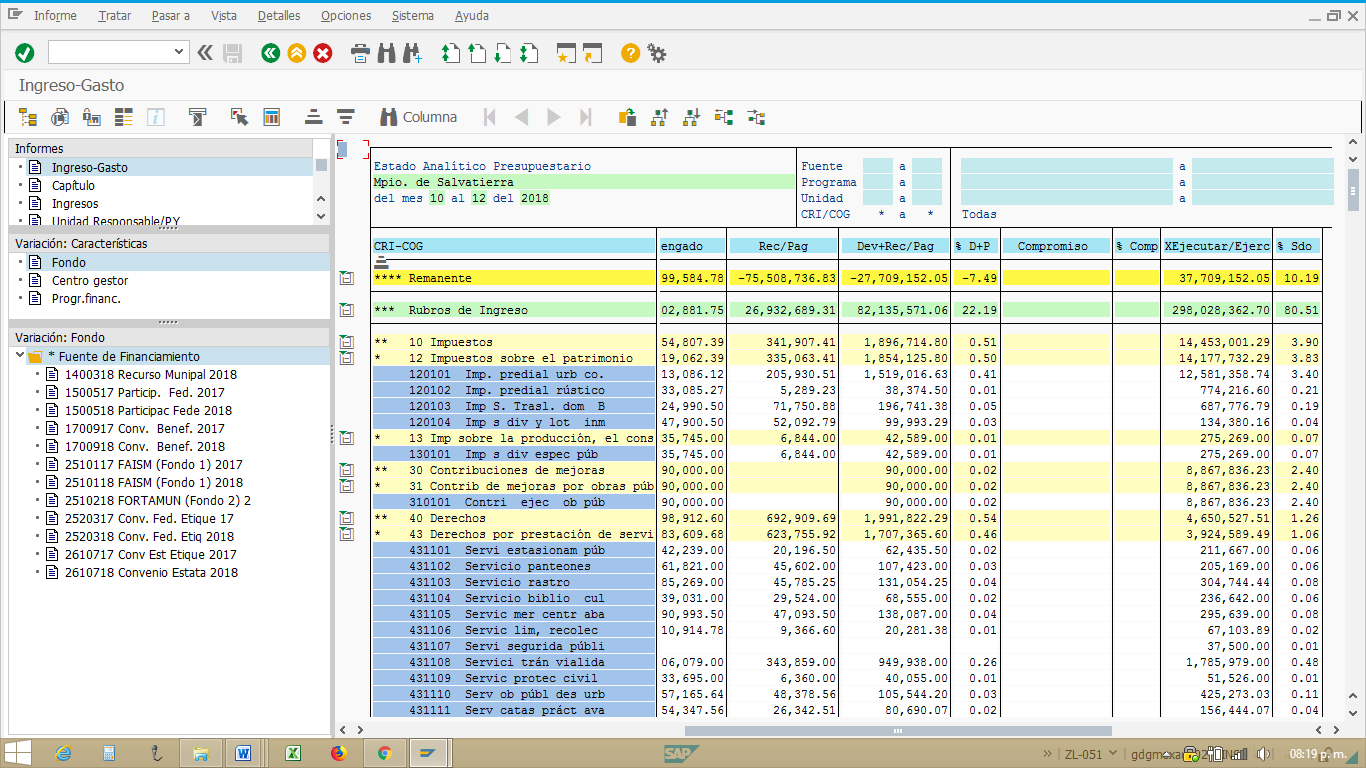 Informe Tratar Pasar a Vista Detalles Opciones Sistema Ayuda
Ingreso-Gasto
Columna
Informes
Ingreso-Gasto
Capítulo
Ingresos
Unidad Responsable/PY
Variación: Características
Fondo
Centro gestor
Progr.financ.
Variación: Fondo
* Fuente de Financiamiento
1400318 Recurso Munipal 2018
1500517 Particip. Fed. 2017
1500518 Participac Fede 2018
1700917 Conv. Benef. 2017
1700918 Conv. Benef. 2018
2510117 FAISM (Fondo 1) 2017
2510118 FAISM (Fondo 1) 2018
2510218 FORTAMUN (Fondo 2) 2
2520317 Conv. Fed. Etique 17
2520318 Conv. Fed. Etiq 2018
2610717 Conv Est Etique 2017
2610718 Convenio Estata 2018
Estado Analítico Presupuestario Fuente a a
Mpio. de Salvatierra Programa a
del mes 10 al 12 del 2018 Unidad a a
CRI/COG * a * Todas
CRI-COG engado Rec/Pag Dev+Rec/Pag % D+P Compromiso % Comp XEjecutar/Ejerc % Sdo
**** Remanente 99,584.78 -75,508,736.83 -27,709,152.05 -7.49 37,709,152.05 10.19
*** Rubros de Ingreso 02,881.75 26,932,689.31 82,135,571.06 22.19 298,028,362.70 80.51
** 10 Impuestos 54,807.39 341,907.41 1,896,714.80 0.51 14,453,001.29 3.90
* 12 Impuestos sobre el patrimonio 19,062.39 335,063.41 1,854,125.80 0.50 14,177,732.29 3.83
120101 Imp. predial urb co. 13,086.12 205,930.51 1,519,016.63 0.41 12,581,358.74 3.40
120102 Imp. predial rústico 33,085.27 5,289.23 38,374.50 0.01 774,216.60 0.21
120103 Imp S. Trasl. dom B 24,990.50 71,750.88 196,741.38 0.05 687,776.79 0.19
120104 Imp s div y lot inm 47,900.50 52,092.79 99,993.29 0.03 134,380.16 0.04
* 13 Imp sobre la producción, el cons 35,745.00 6,844.00 42,589.00 0.01 275,269.00 0.07
130101 Imp s div espec púb 35,745.00 6,844.00 42,589.00 0.01 275,269.00 0.07
** 30 Contribuciones de mejoras 90,000.00 90,000.00 0.02 8,867,836.23 2.40
* 31 Contrib de mejoras por obras púb 90,000.00 90,000.00 0.02 8,867,836.23 2.40
310101 Contri ejec ob púb 90,000.00 90,000.00 0.02 8,867,836.23 2.40
** 40 Derechos 98,912.60 692,909.69 1,991,822.29 0.54 4,650,527.51 1.26
* 43 Derechos por prestación de servi 83,609.68 623,755.92 1,707,365.60 0.46 3,924,589.49 1.06
431101 Servi estasionam púb 42,239.00 20,196.50 62,435.50 0.02 211,667.00 0.06
431102 Servicio panteones 61,821.00 45,602.00 107,423.00 0.03 205,169.00 0.06
431103 Servicio rastro 85,269.00 45,785.25 131,054.25 0.04 304,744.44 0.08
431104 Servicio biblio cul 39,031.00 29,524.00 68,555.00 0.02 236,642.00 0.06
431105 Servic mer centr aba 90,993.50 47,093.50 138,087.00 0.04 295,639.00 0.08
431106 Servic lim, recolec 10,914.78 9,366.60 20,281.38 0.01 67,103.89 0.02
431107 Servi segurida públi 37,500.00 0.01
431108 Servici trán vialida 06,079.00 343,859.00 949,938.00 0.26 1,785,979.00 0.48
431109 Servic protec civil 33,695.00 6,360.00 40,055.00 0.01 51,526.00 0.01
431110 Serv ob públ des urb 57,165.64 48,378.56 105,544.20 0.03 425,273.03 0.11
431111 Serv catas práct ava 54,347.56 26,342.51 80,690.07 0.02 156,444.07 0.04
SAP ZL-051 08:19 p. m.